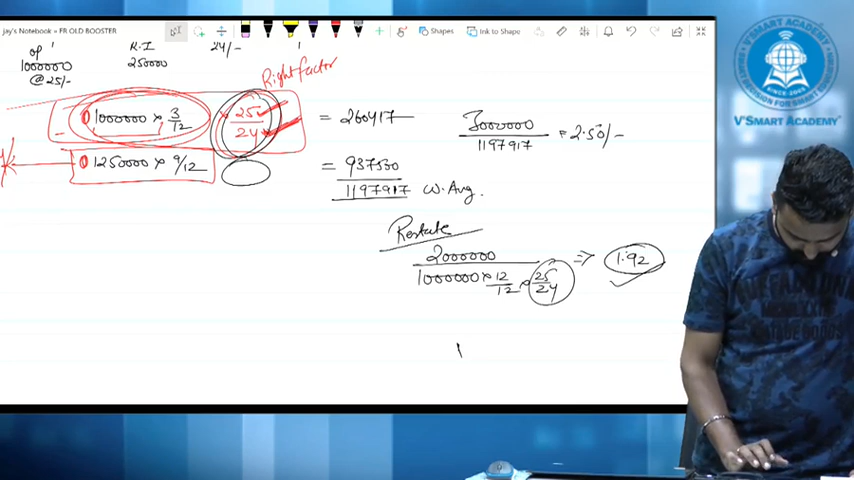 Jay's Notebook » FR OLD BOOSTER
Shapes
Ink to Shape
op R.I 24/-
1000000 250000
@25/-
Right factor
1000000 × 3/12 × 25/24 = 260417
1250000 × 9/12 = 937500
1197917 W.Avg.
3000000/1197917 = 2.50/-
Restate
2000000
1000000 × 12/12 × 25/24 ⇒ 1.92
V'SMART ACADEMY
SINCE-2005
V'SMART ACADEMY